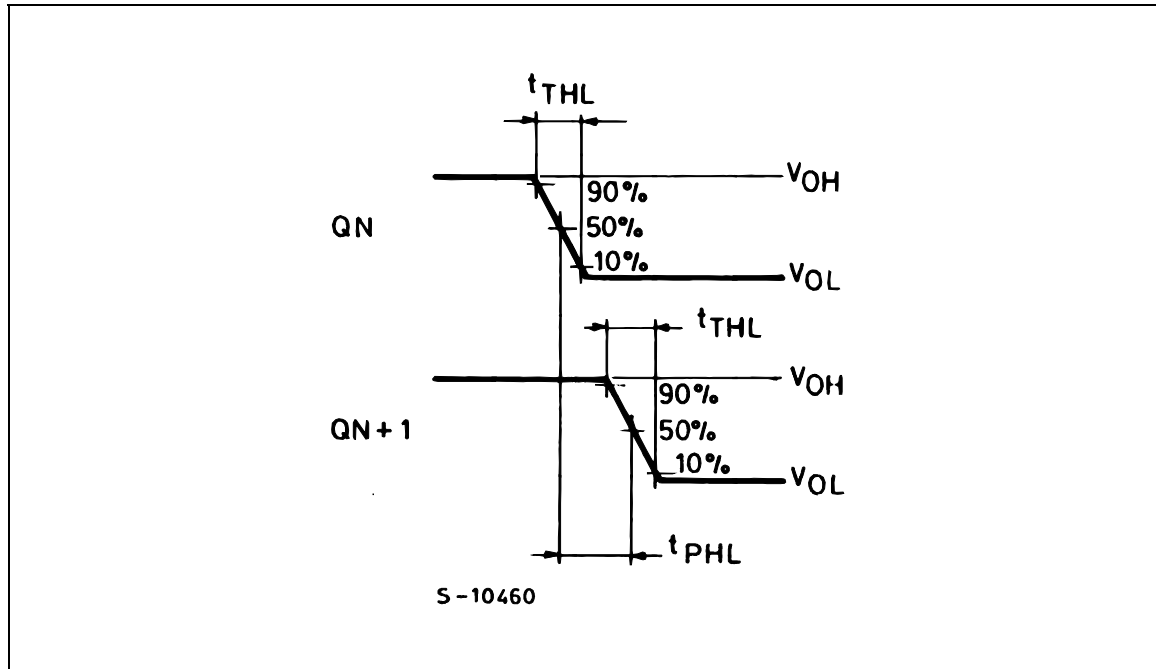 tTHL
VOH
90%
QN
50%
10%
VOL
tTHL
VOH
90%
QN+1
50%
10%
VOL
tPHL
S-10460